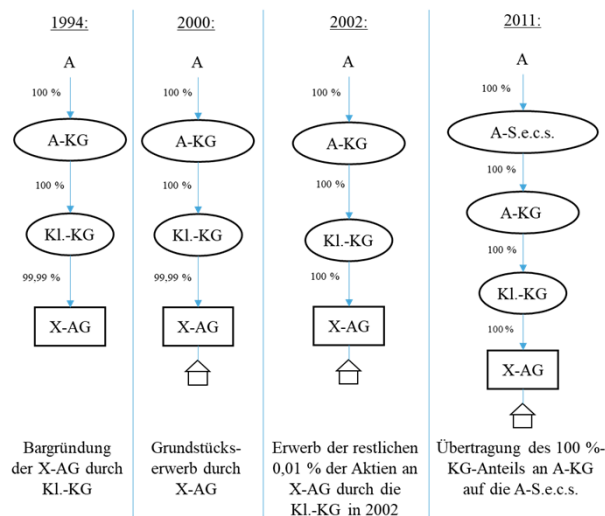 1994:
A
100 %
A-KG
100 %
Kl.-KG
99,99 %
X-AG
Bargründung
der X-AG durch
Kl.-KG
2000:
A
100 %
A-KG
100 %
Kl.-KG
99,99 %
X-AG
Grundstücks-
erwerb durch
X-AG
2002:
A
100 %
A-KG
100 %
Kl.-KG
100 %
X-AG
Erwerb der restlichen
0,01 % der Aktien an
X-AG durch die
Kl.-KG in 2002
2011:
A
100 %
A-S.e.c.s.
100 %
A-KG
100 %
Kl.-KG
100 %
X-AG
Übertragung des 100 %-
KG-Anteils an A-KG
auf die A-S.e.c.s.